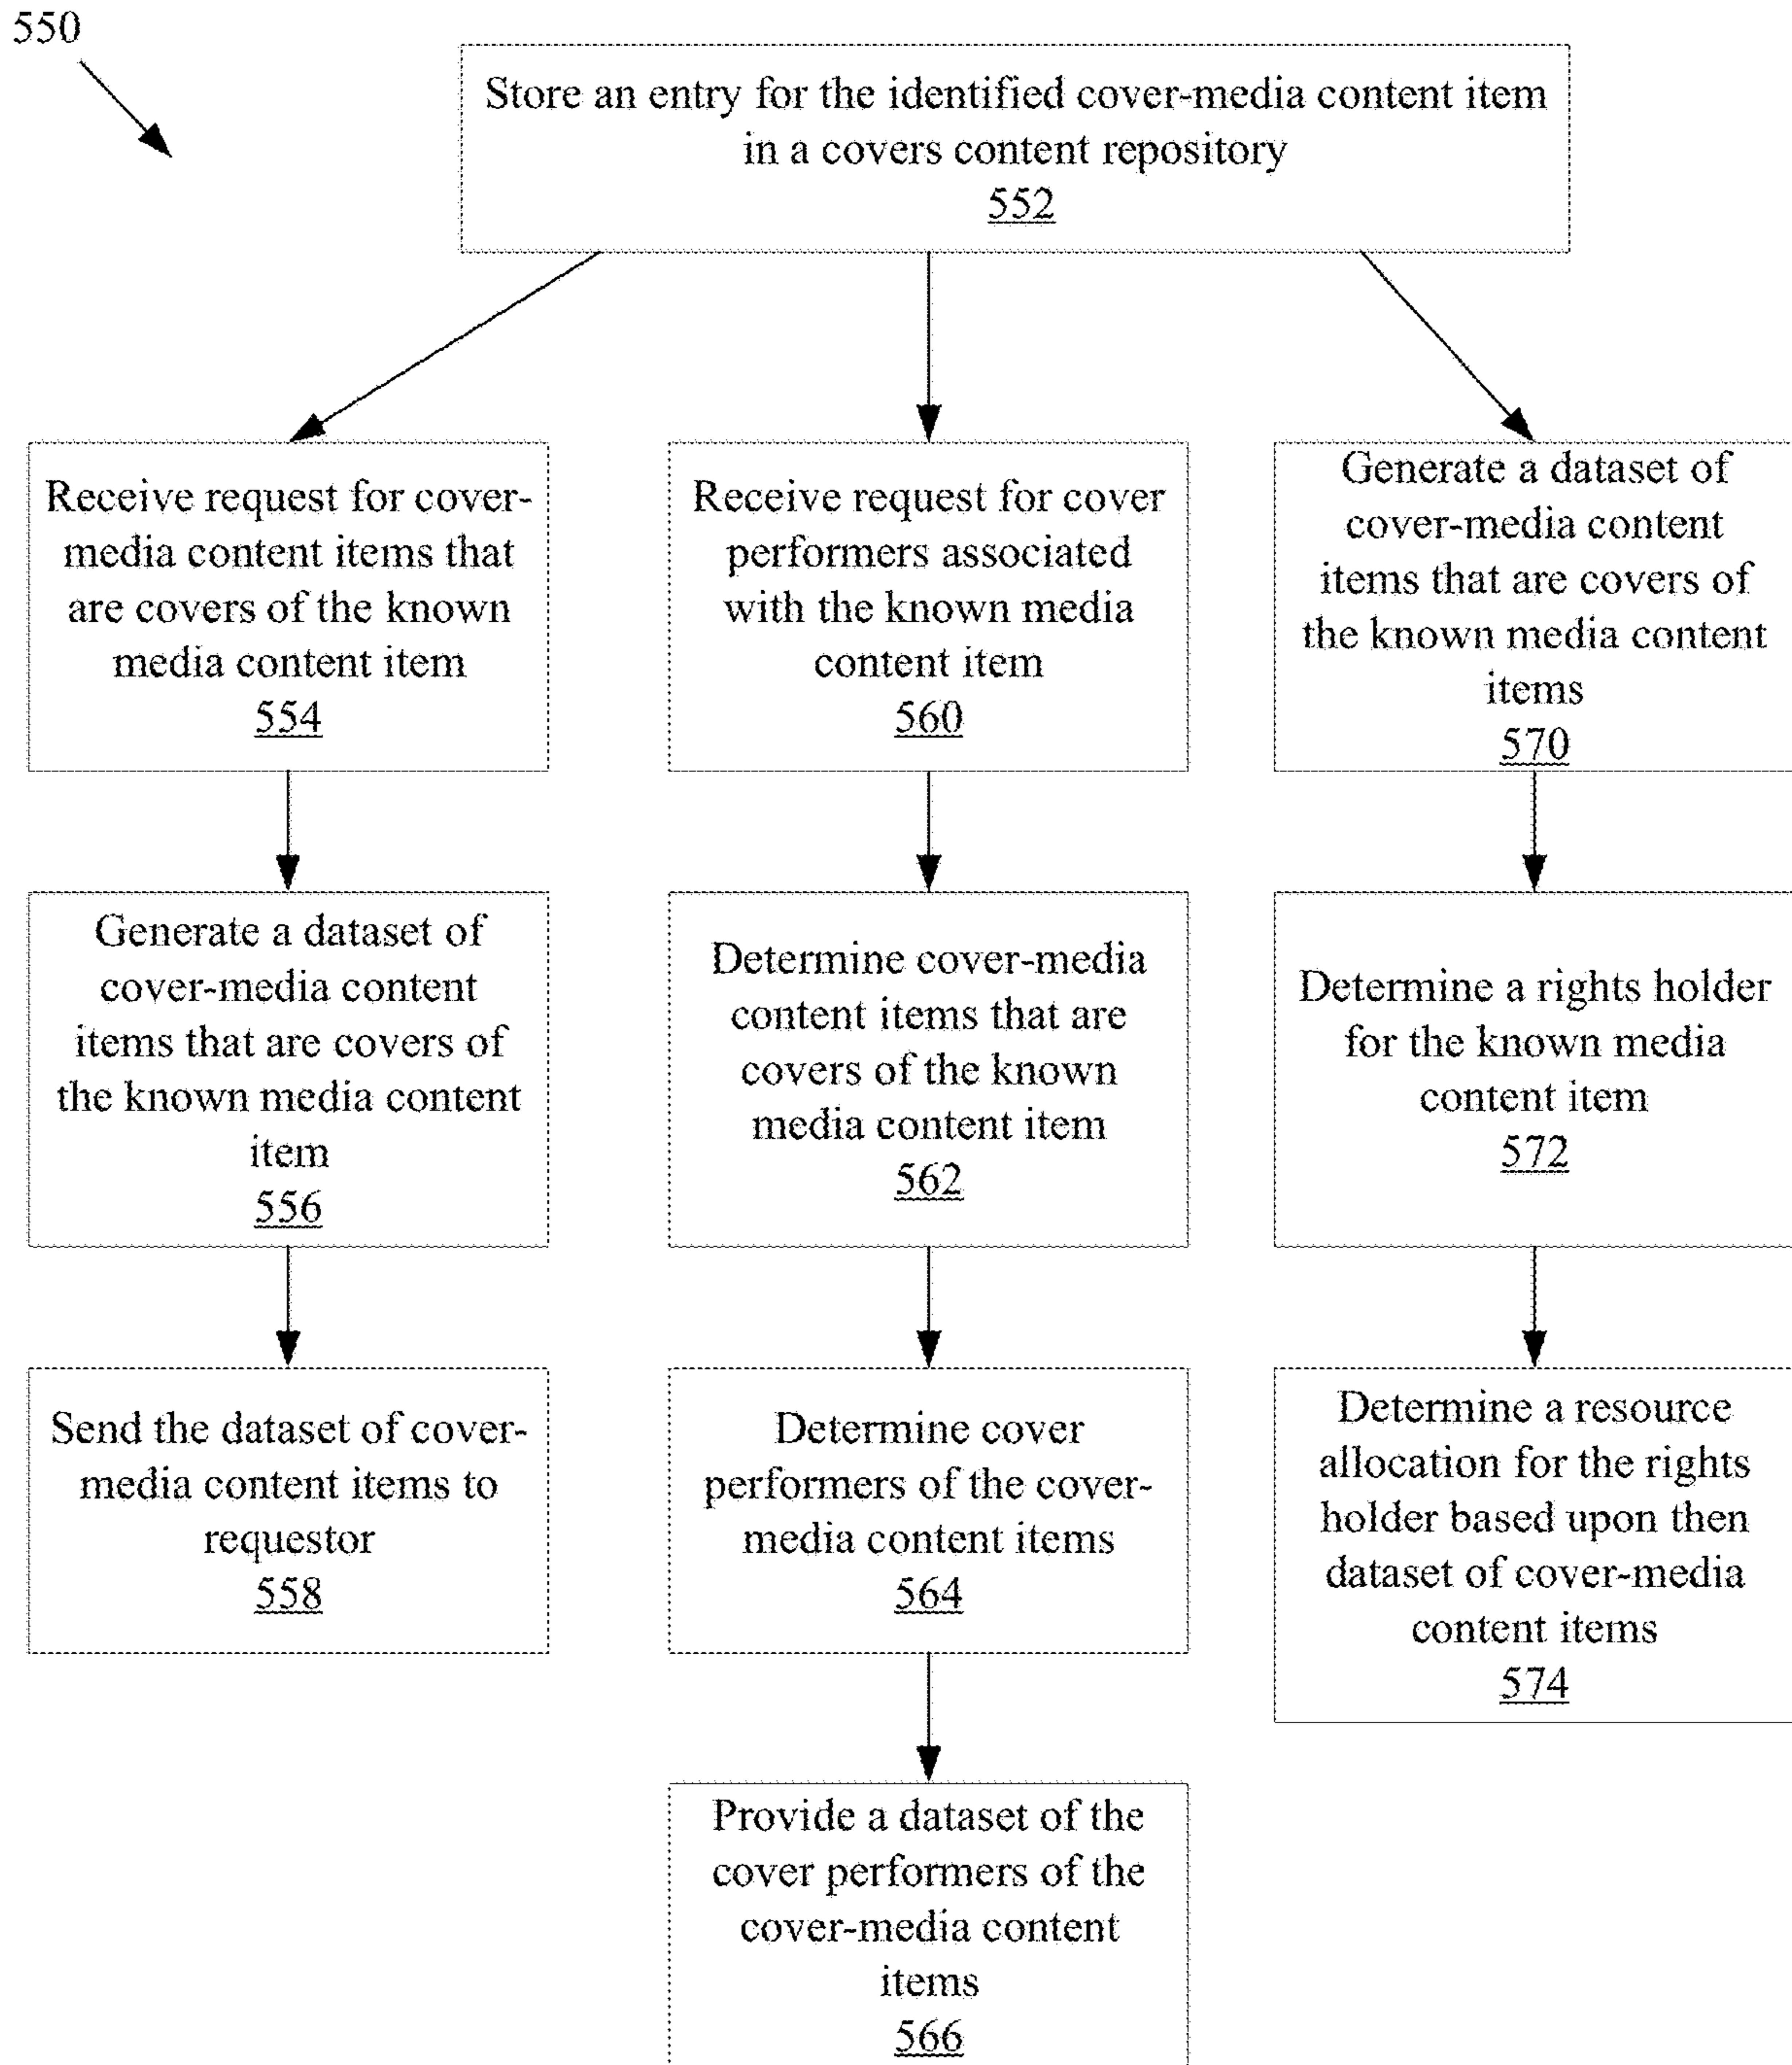 550
Store an entry for the identified cover-media content item
in a covers content repository
552
Receive request for cover-
media content items that
are covers of the known
media content item
554
Generate a dataset of
cover-media content
items that are covers of
the known media content
item
556
Send the dataset of cover-
media content items to
requestor
558
Receive request for cover
performers associated
with the known media
content item
560
Determine cover-media
content items that are
covers of the known
media content item
562
Determine cover
performers of the cover-
media content items
564
Provide a dataset of the
cover performers of the
cover-media content
items
566
Generate a dataset of
cover-media content
items that are covers of
the known media content
items
570
Determine a rights holder
for the known media
content item
572
Determine a resource
allocation for the rights
holder based upon then
dataset of cover-media
content items
574